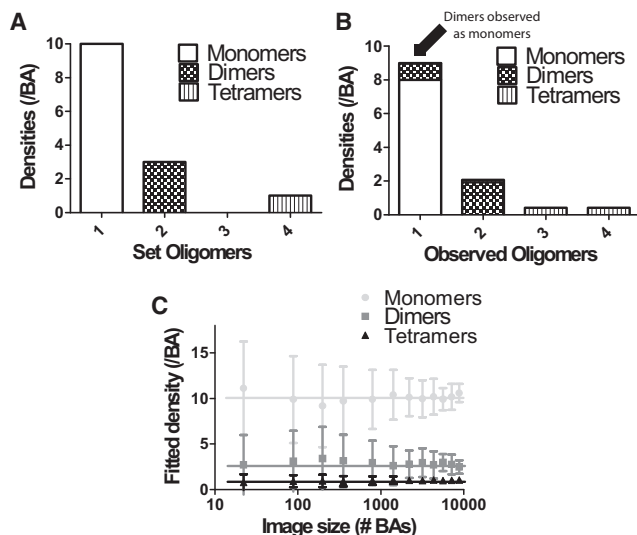 A
Densities (/BA)
10
8
6
4
2
0
Monomers
Dimers
Tetramers
1
2
3
4
Set Oligomers
B
Dimers observed
as monomers
Densities (/BA)
10
8
6
4
2
0
Monomers
Dimers
Tetramers
1
2
3
4
Observed Oligomers
C
Monomers
Dimers
Tetramers
Fitted density (/BA)
15
10
5
0
10
100
1000
10000
Image size (# BAs)